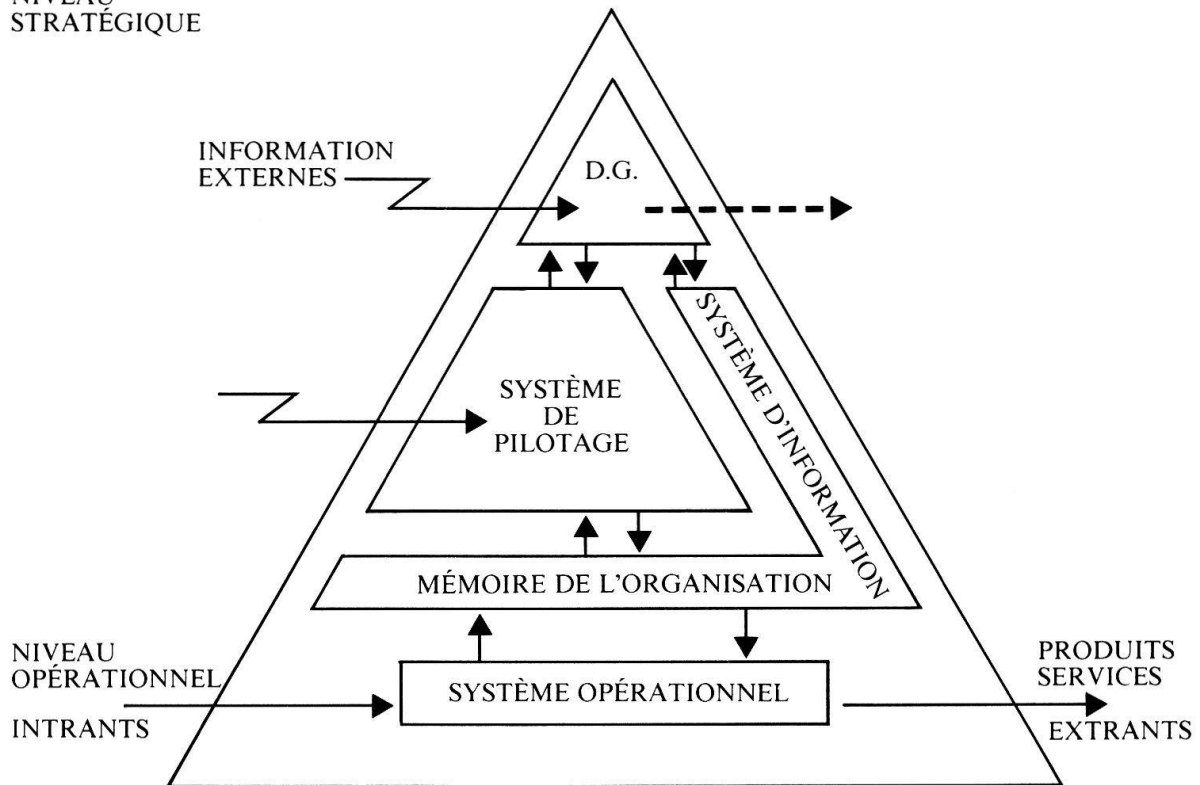 NIVEAU
STRATÉGIQUE
INFORMATION
EXTERNES
D.G.
SYSTÈME
DE
PILOTAGE
SYSTÈME D'INFORMATION
MÉMOIRE DE L'ORGANISATION
NIVEAU
OPÉRATIONNEL
INTRANTS
SYSTÈME OPÉRATIONNEL
PRODUITS
SERVICES
EXTRANTS